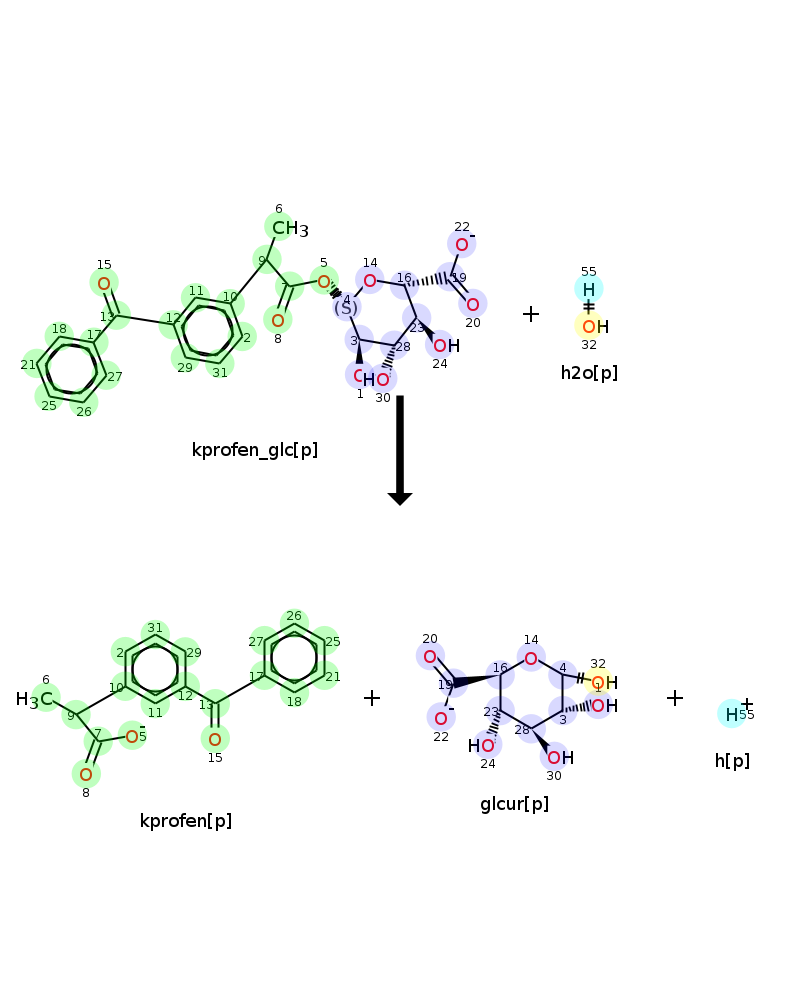 6
CH3
22
O-
15
O
9
5
O
14
O
16
19
55
H
11
10
7
4
(S)
O
20
18
17
13
12
O
8
23
OH
24
OH
32
21
2
3
28
h2o[p]
27
29
31
O
1
HO
30
25
26
kprofen_glc[p]
+
31
26
2
29
27
25
20
O
14
O
6
H3C
10
12
17
21
16
4
32
OH
9
11
13
18
19
1
OH
7
O-
5
O
15
22
O-
23
3
28
+
+
H+
55
O
8
HO
24
OH
30
h[p]
glcur[p]
kprofen[p]